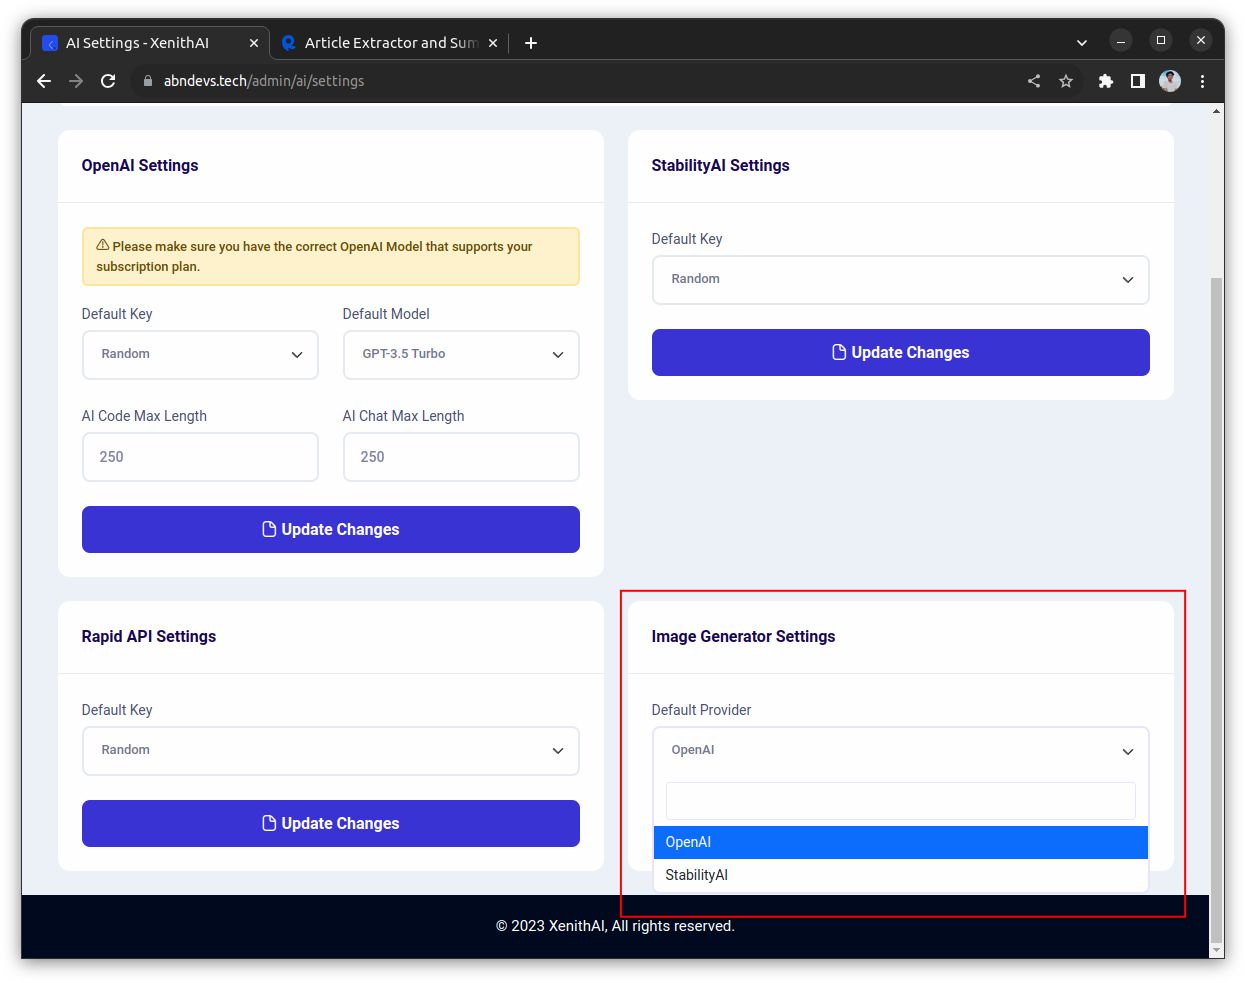 AI Settings - XenithAI
Article Extractor and Sum
abndevs.tech/admin/ai/settings
OpenAI Settings
Please make sure you have the correct OpenAI Model that supports your
subscription plan.
Default Key
Default Model
Random
GPT-3.5 Turbo
AI Code Max Length
AI Chat Max Length
250
250
Update Changes
StabilityAI Settings
Default Key
Random
Update Changes
Rapid API Settings
Default Key
Random
Update Changes
Image Generator Settings
Default Provider
OpenAI
OpenAI
StabilityAI
© 2023 XenithAI, All rights reserved.